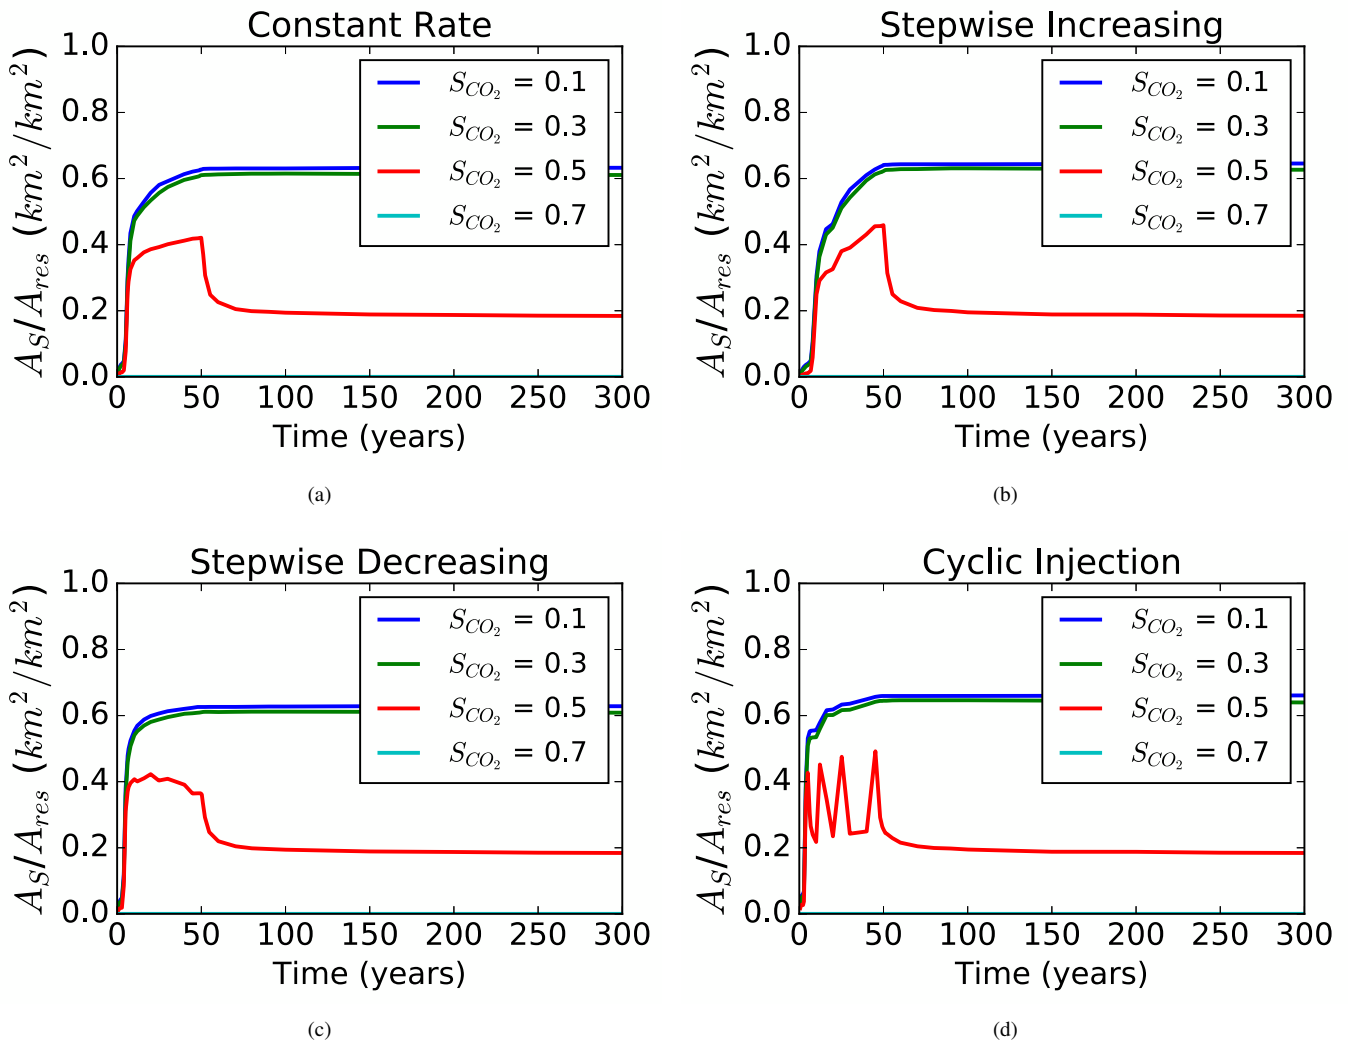 Constant Rate
1.0
0.8
0.6
0.4
0.2
0.0
A_S/A_res (km²/km²)
S_CO₂ = 0.1
S_CO₂ = 0.3
S_CO₂ = 0.5
S_CO₂ = 0.7
0 50 100 150 200 250 300
Time (years)
(a)
Stepwise Increasing
1.0
0.8
0.6
0.4
0.2
0.0
A_S/A_res (km²/km²)
S_CO₂ = 0.1
S_CO₂ = 0.3
S_CO₂ = 0.5
S_CO₂ = 0.7
0 50 100 150 200 250 300
Time (years)
(b)
Stepwise Decreasing
1.0
0.8
0.6
0.4
0.2
0.0
A_S/A_res (km²/km²)
S_CO₂ = 0.1
S_CO₂ = 0.3
S_CO₂ = 0.5
S_CO₂ = 0.7
0 50 100 150 200 250 300
Time (years)
(c)
Cyclic Injection
1.0
0.8
0.6
0.4
0.2
0.0
A_S/A_res (km²/km²)
S_CO₂ = 0.1
S_CO₂ = 0.3
S_CO₂ = 0.5
S_CO₂ = 0.7
0 50 100 150 200 250 300
Time (years)
(d)